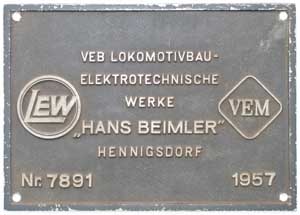 VEB LOKOMOTIVBAU-
ELEKTROTECHNISCHE
WERKE
LEW
VEM
„HANS BEIMLER"
HENNIGSDORF
Nr. 7891 1957